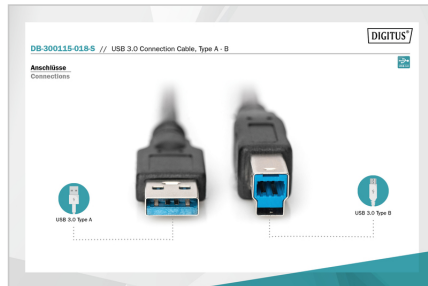 DIGITUS®
DB-300115-018-S // USB 3.0 Connection Cable, Type A - B
Anschlüsse
Connections
USB 3.0 Type A
USB 3.0 Type B